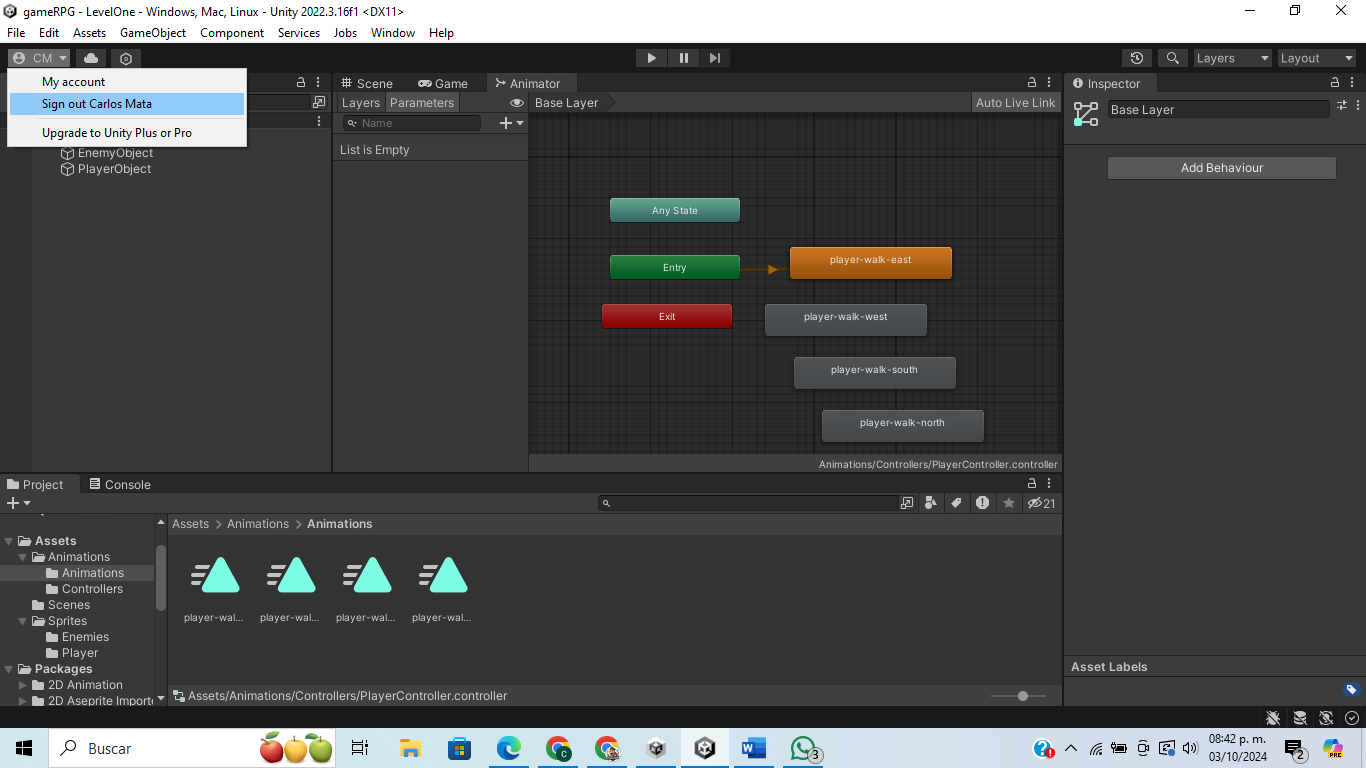 gameRPG - LevelOne - Windows, Mac, Linux - Unity 2022.3.16f1 <DX11>
File Edit Assets GameObject Component Services Jobs Window Help
CM
Layers Layout
My account
Sign out Carlos Mata
Upgrade to Unity Plus or Pro
EnemyObject
PlayerObject
Scene Game Animator
Layers Parameters
Base Layer
Auto Live Link
Name
List is Empty
Any State
Entry
Exit
player-walk-east
player-walk-west
player-walk-south
player-walk-north
Animations/Controllers/PlayerController.controller
Inspector
Base Layer
Add Behaviour
Asset Labels
Project Console
21
Assets
Animations
Animations
Controllers
Scenes
Sprites
Enemies
Player
Packages
2D Animation
2D Aseprite Importe
Assets > Animations > Animations
player-wal... player-wal... player-wal... player-wal...
Assets/Animations/Controllers/PlayerController.controller
Buscar
C
W
3
08:42 p. m.
03/10/2024
2
PRE